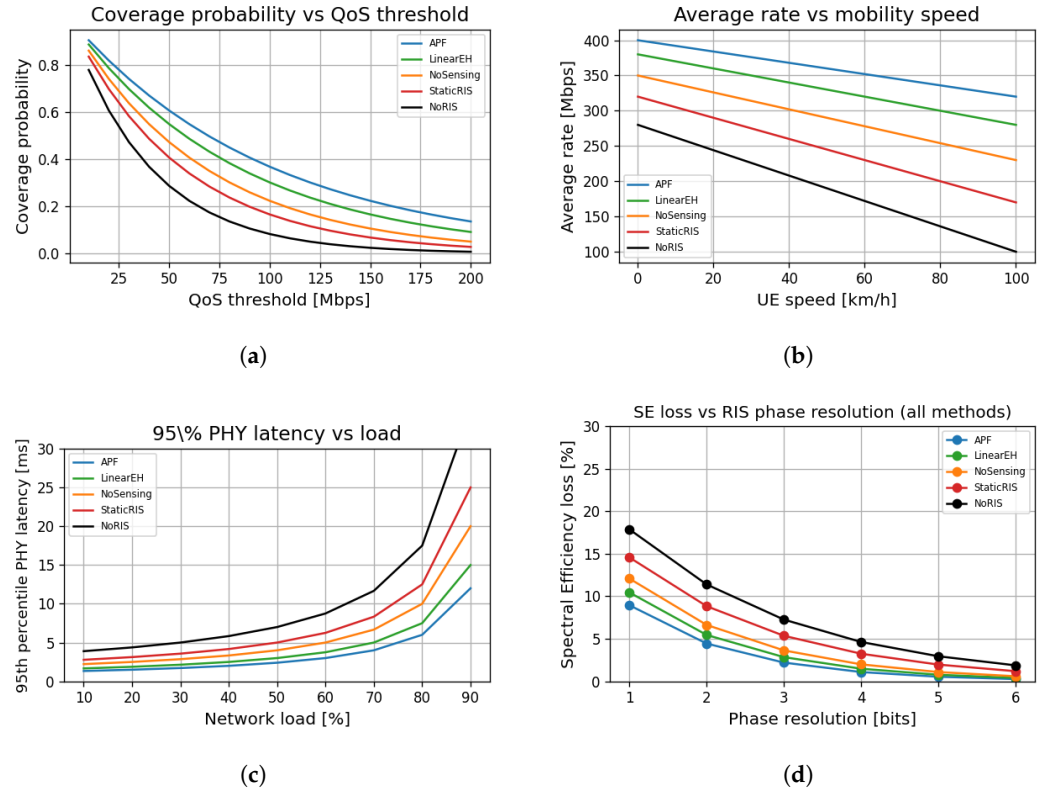 Coverage probability vs QoS threshold
Coverage probability
0.8
0.6
0.4
0.2
0.0
APF
LinearEH
NoSensing
StaticRIS
NoRIS
25 50 75 100 125 150 175 200
QoS threshold [Mbps]
(a)
Average rate vs mobility speed
Average rate [Mbps]
400
350
300
250
200
150
100
APF
LinearEH
NoSensing
StaticRIS
NoRIS
0 20 40 60 80 100
UE speed [km/h]
(b)
95\% PHY latency vs load
95th percentile PHY latency [ms]
30
25
20
15
10
5
0
APF
LinearEH
NoSensing
StaticRIS
NoRIS
10 20 30 40 50 60 70 80 90
Network load [%]
(c)
SE loss vs RIS phase resolution (all methods)
Spectral Efficiency loss [%]
30
25
20
15
10
5
0
APF
LinearEH
NoSensing
StaticRIS
NoRIS
1 2 3 4 5 6
Phase resolution [bits]
(d)